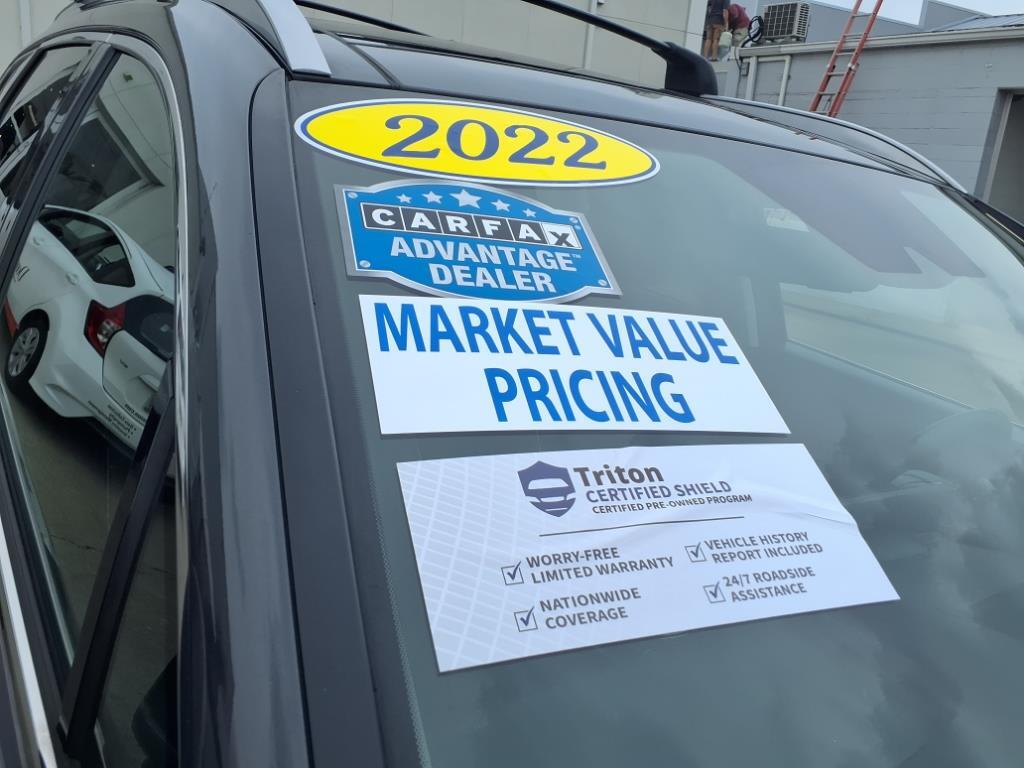 2022
CARFAX
ADVANTAGE™
DEALER
MARKET VALUE
PRICING
Triton
CERTIFIED SHIELD
CERTIFIED PRE-OWNED PROGRAM
WORRY-FREE
LIMITED WARRANTY
VEHICLE HISTORY
REPORT INCLUDED
NATIONWIDE
COVERAGE
24/7 ROADSIDE
ASSISTANCE